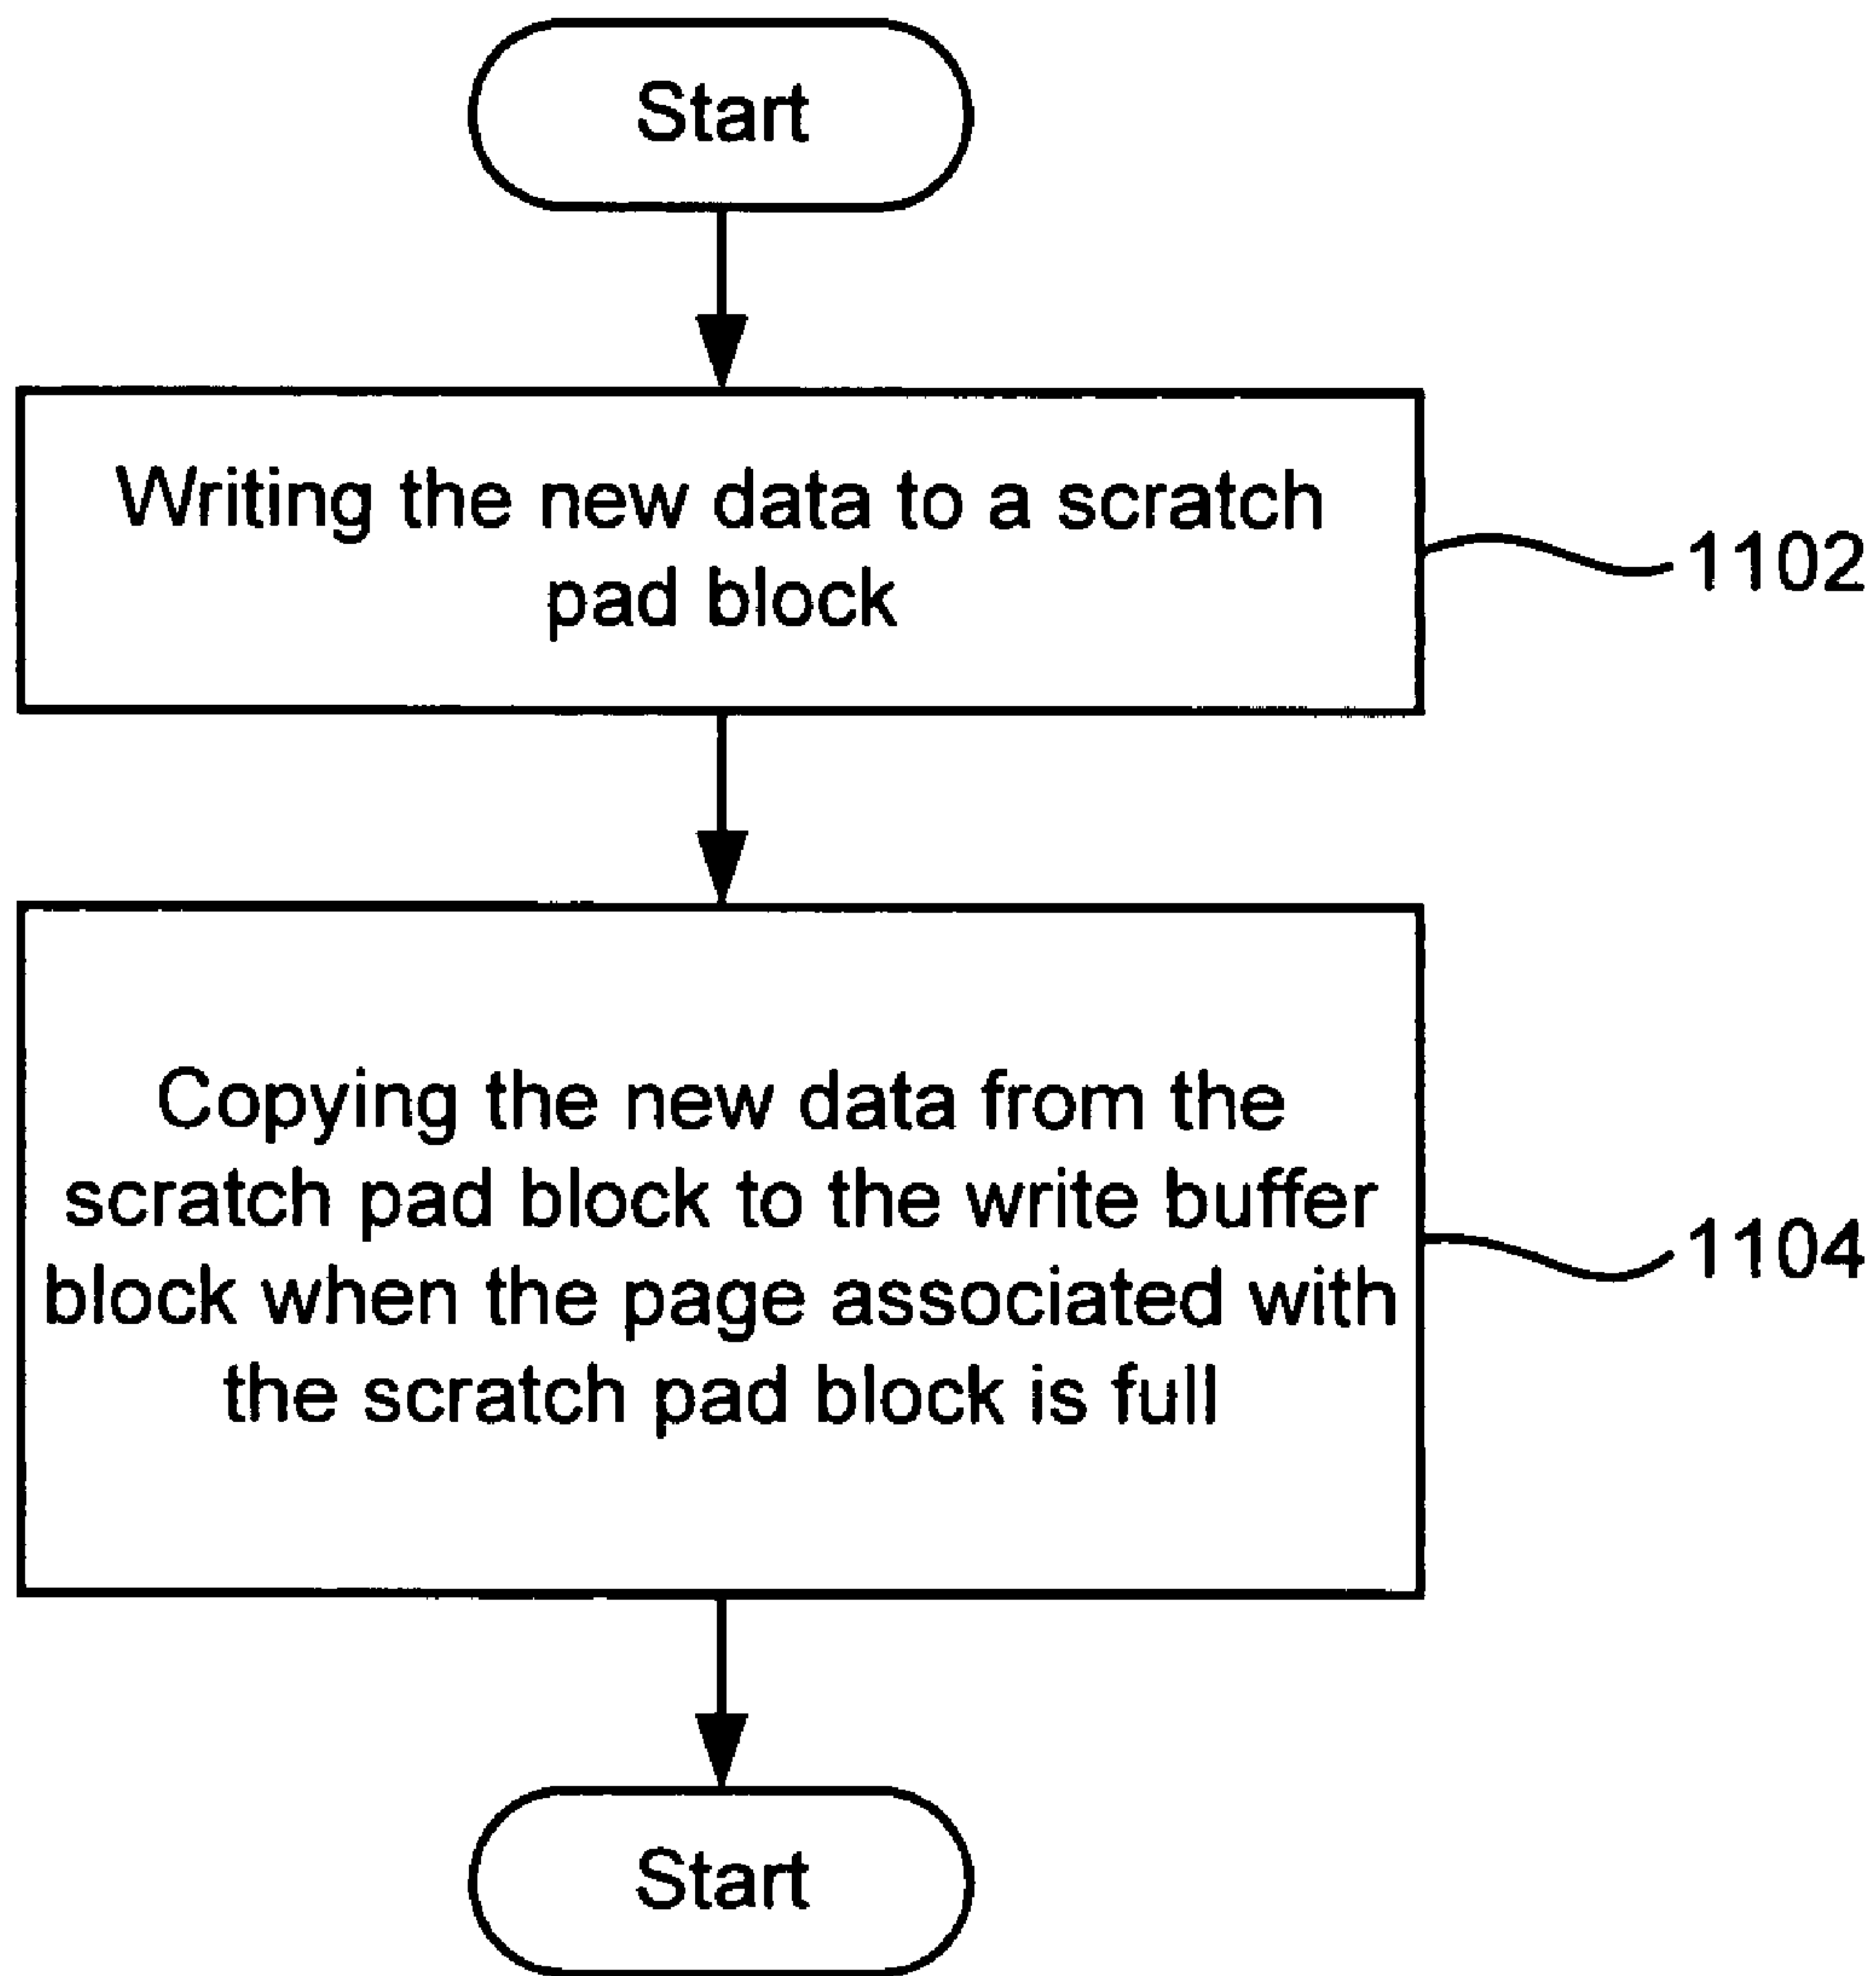 Start
Writing the new data to a scratch
pad block
1102
Copying the new data from the
scratch pad block to the write buffer
block when the page associated with
the scratch pad block is full
1104
Start